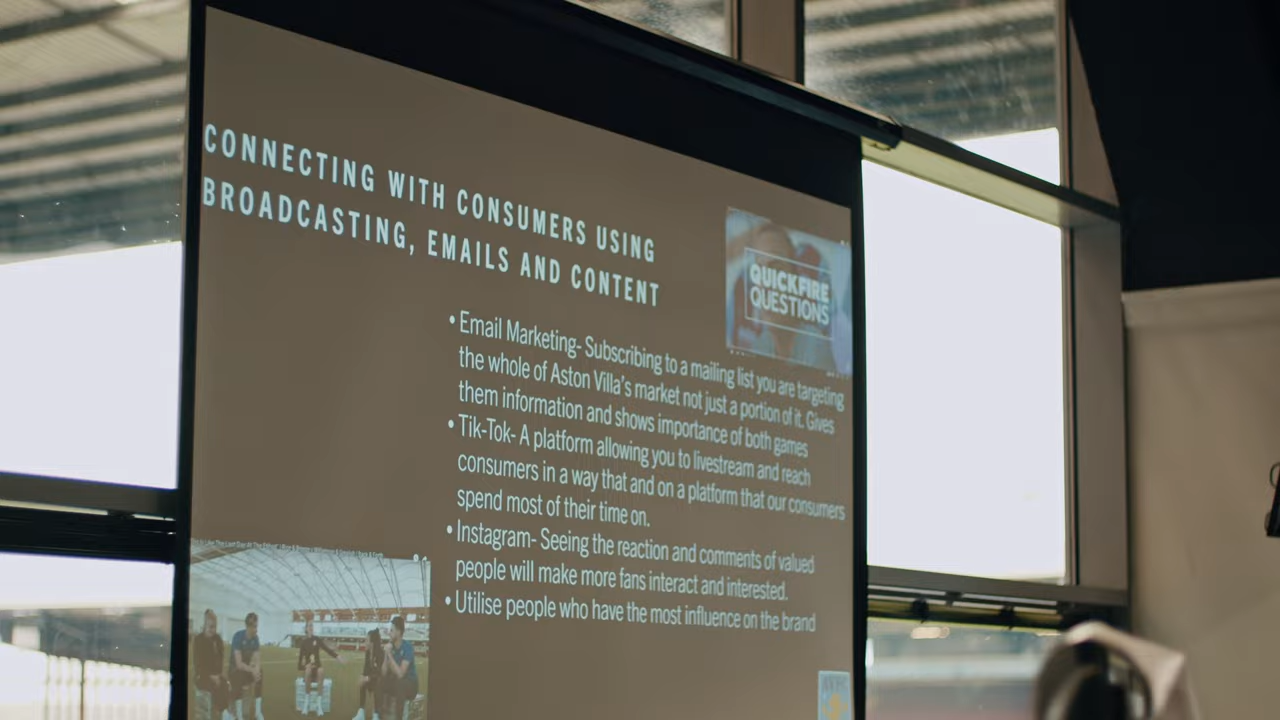 CONNECTING WITH CONSUMERS USING
BROADCASTING, EMAILS AND CONTENT
QUICKFIRE
QUESTIONS
• Email Marketing- Subscribing to a mailing list you are targeting
the whole of Aston Villa's market not just a portion of it. Gives
them information and shows importance of both games
• Tik-Tok- A platform allowing you to livestream and reach
consumers in a way that and on a platform that our consumers
spend most of their time on.
• Instagram- Seeing the reaction and comments of valued
people will make more fans interact and interested.
• Utilise people who have the most influence on the brand